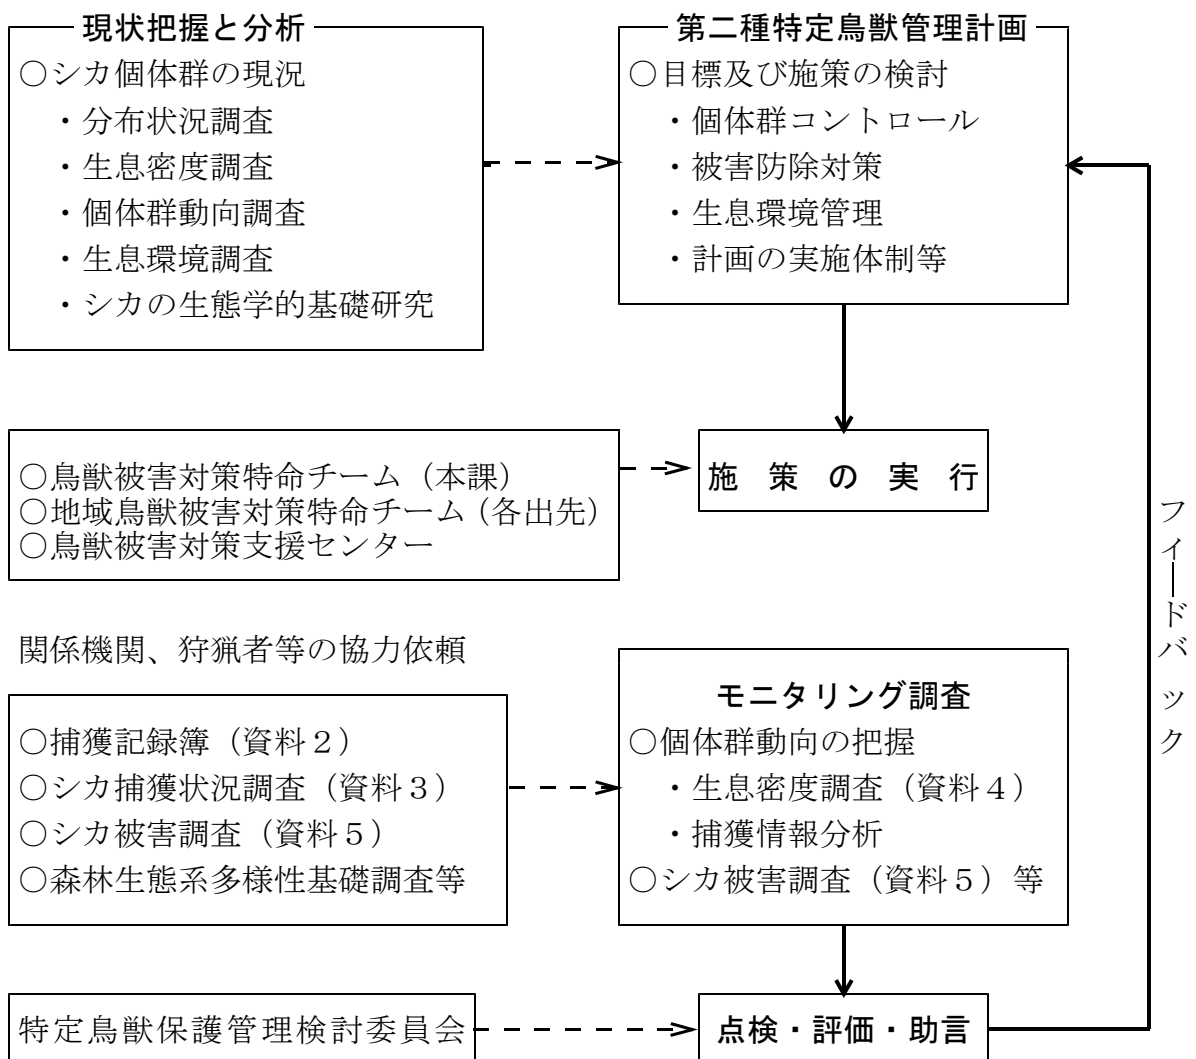 現状把握と分析
○シカ個体群の現況
・分布状況調査
・生息密度調査
・個体群動向調査
・生息環境調査
・シカの生態学的基礎研究
第二種特定鳥獣管理計画
○目標及び施策の検討
・個体群コントロール
・被害防除対策
・生息環境管理
・計画の実施体制等
○鳥獣被害対策特命チーム（本課）
○地域鳥獣被害対策特命チーム（各出先）
○鳥獣被害対策支援センター
施策の実行
関係機関、狩猟者等の協力依頼
○捕獲記録簿（資料２）
○シカ捕獲状況調査（資料３）
○シカ被害調査（資料５）
○森林生態系多様性基礎調査等
モニタリング調査
○個体群動向の把握
・生息密度調査（資料４）
・捕獲情報分析
○シカ被害調査（資料５）等
特定鳥獣保護管理検討委員会
点検・評価・助言
フィードバック